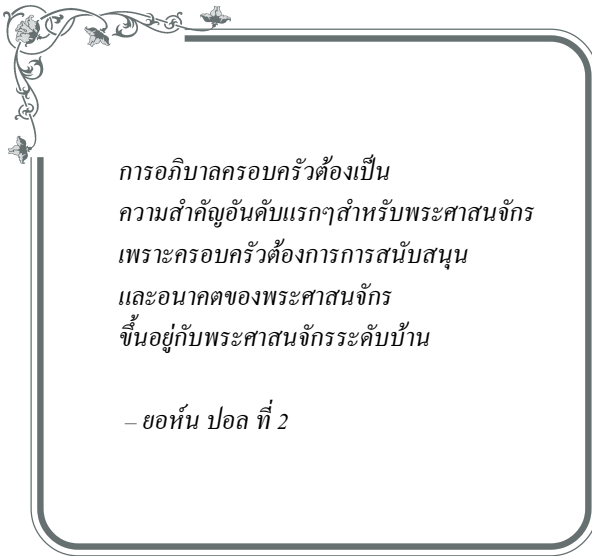 การอภิบาลครอบครัวต้องเป็น
ความสำคัญอันดับแรกๆสำหรับพระศาสนจักร
เพราะครอบครัวต้องการการสนับสนุน
และอนาคตของพระศาสนจักร
ขึ้นอยู่กับพระศาสนจักรระดับบ้าน
– ยอห์น ปอล ที่ 2